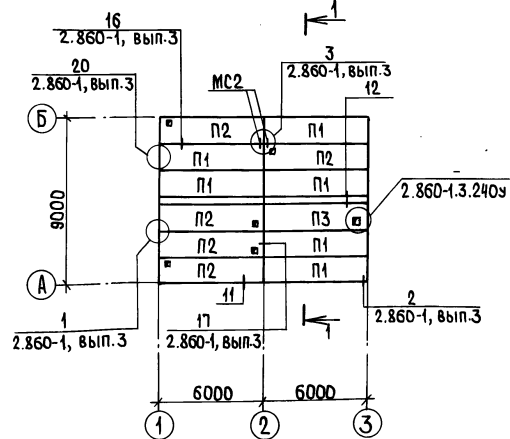 16
2.860-1, вып.3
1
3
2.860-1, вып.3
20
2.860-1, вып.3
МС2
12
Б
П2 П1
П1 П2
П1 П1
П2 П3
П2 П1
П2 П1
9000
–
2.860-1.3.240У
А
1
2.860-1, вып.3
11
17
2.860-1, вып.3
1
2
2.860-1, вып.3
6000 6000
1 2 3